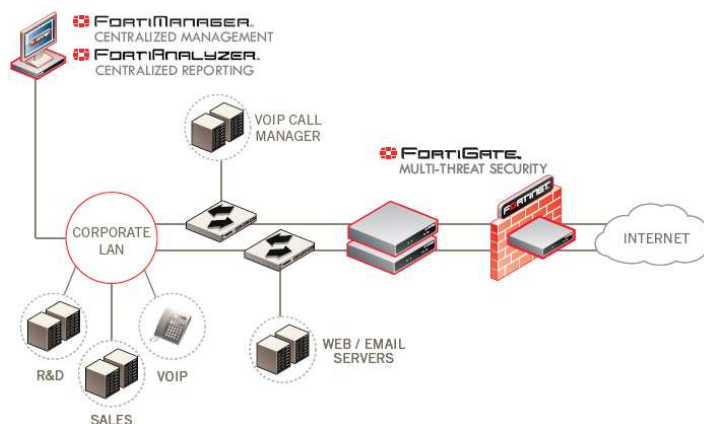 FORTIMANAGER
CENTRALIZED MANAGEMENT
FORTIANALYZER
CENTRALIZED REPORTING
VOIP CALL
MANAGER
FORTIGATE
MULTI-THREAT SECURITY
FORTINET
CORPORATE
LAN
INTERNET
R&D
VOIP
SALES
WEB / EMAIL
SERVERS